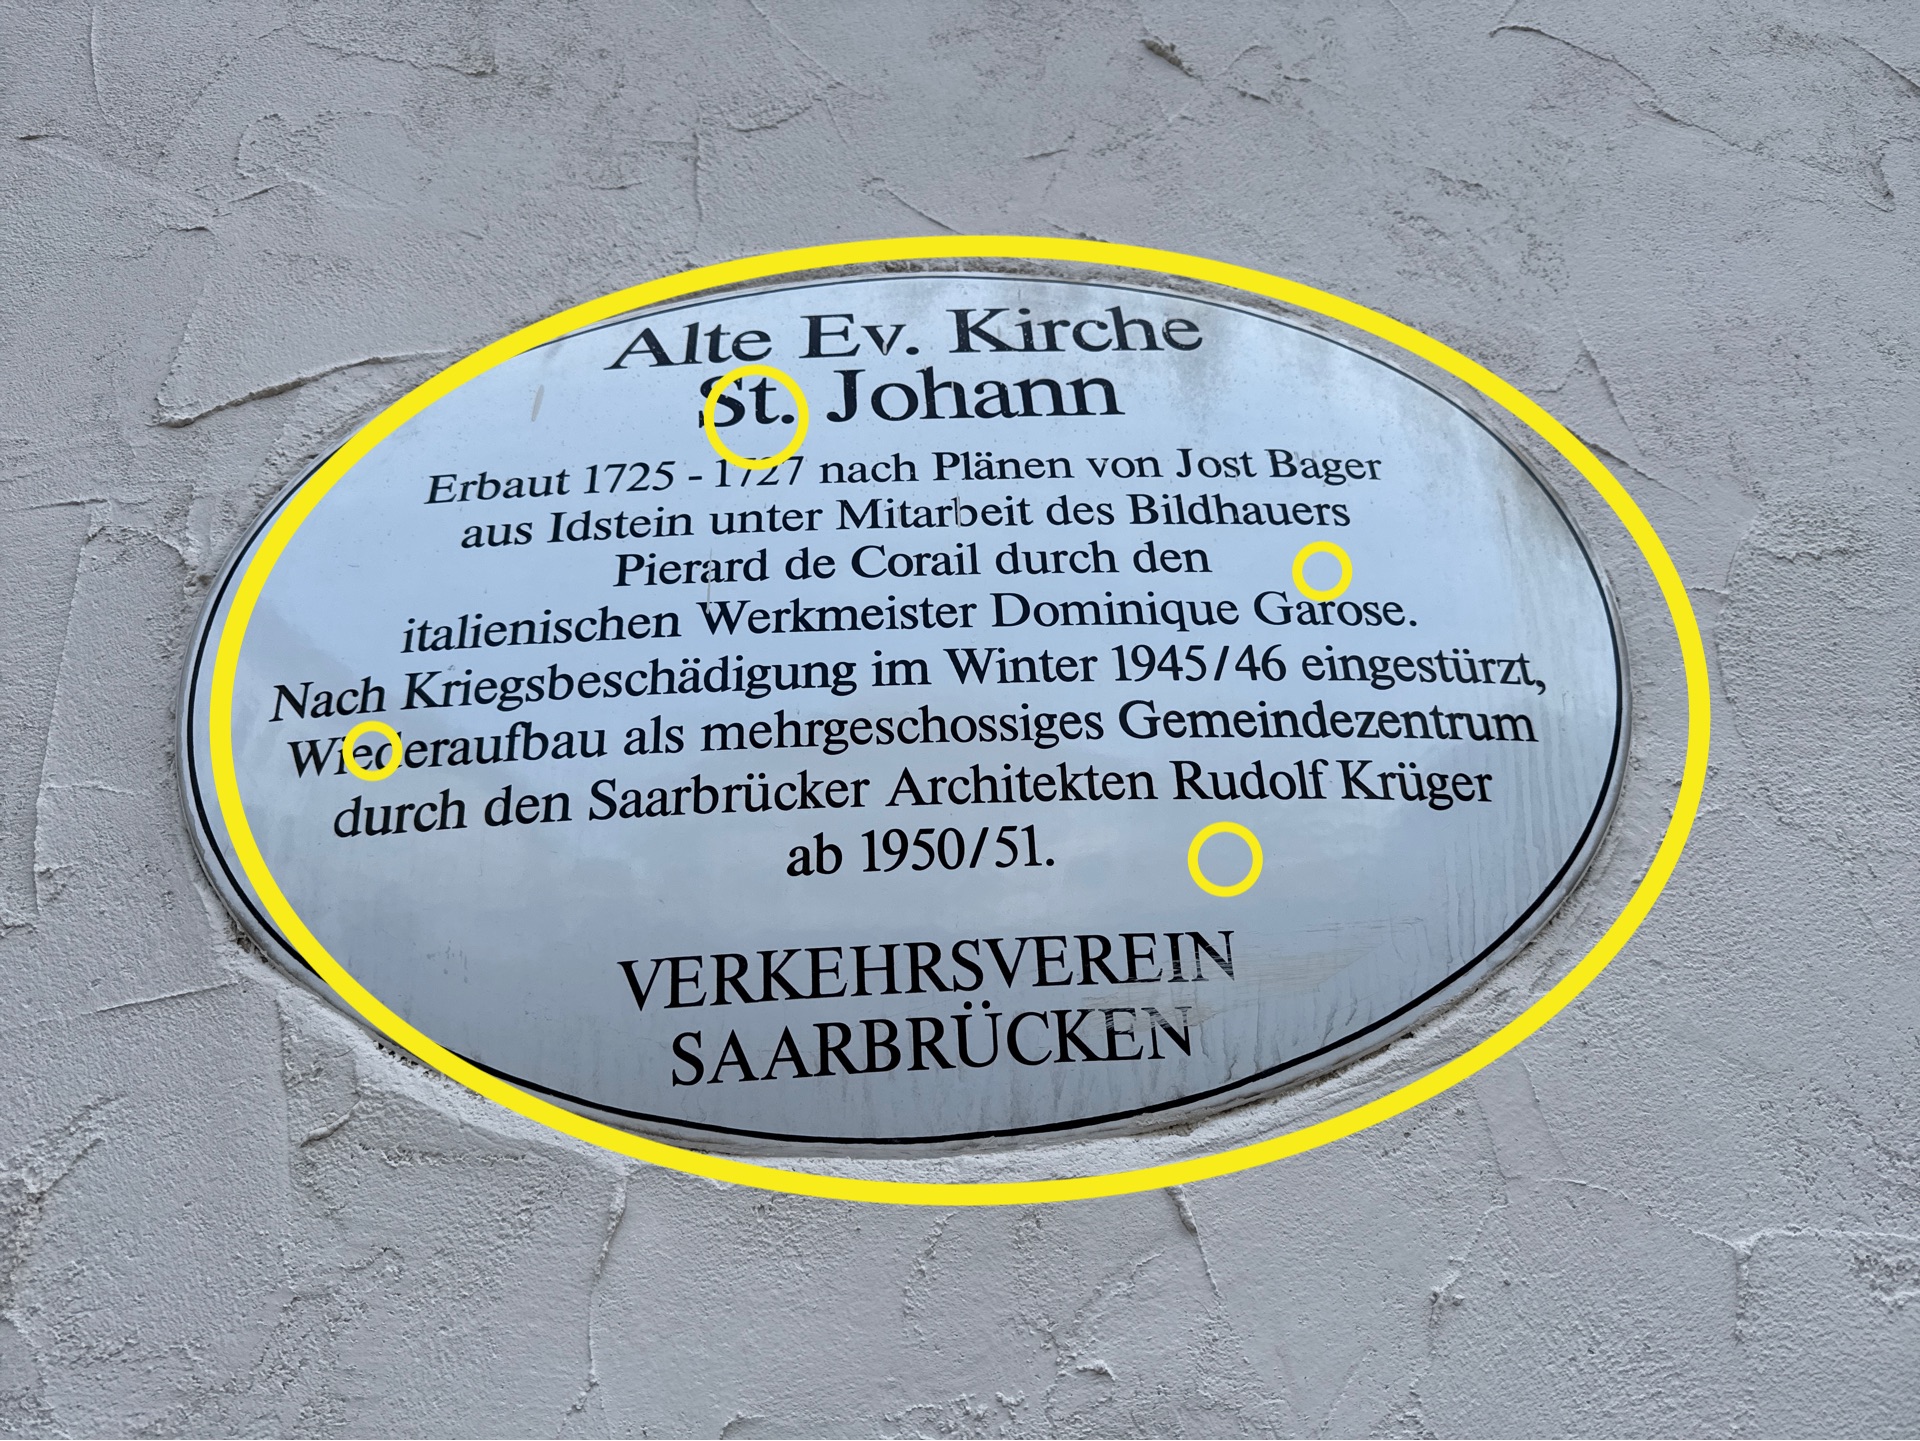 Alte Ev. Kirche
St. Johann
Erbaut 1725 - 1727 nach Plänen von Jost Bager
aus Idstein unter Mitarbeit des Bildhauers
Pierard de Corail durch den
italienischen Werkmeister Dominique Garose.
Nach Kriegsbeschädigung im Winter 1945/46 eingestürzt,
Wiederaufbau als mehrgeschossiges Gemeindezentrum
durch den Saarbrücker Architekten Rudolf Krüger
ab 1950/51.
VERKEHRSVEREIN
SAARBRÜCKEN